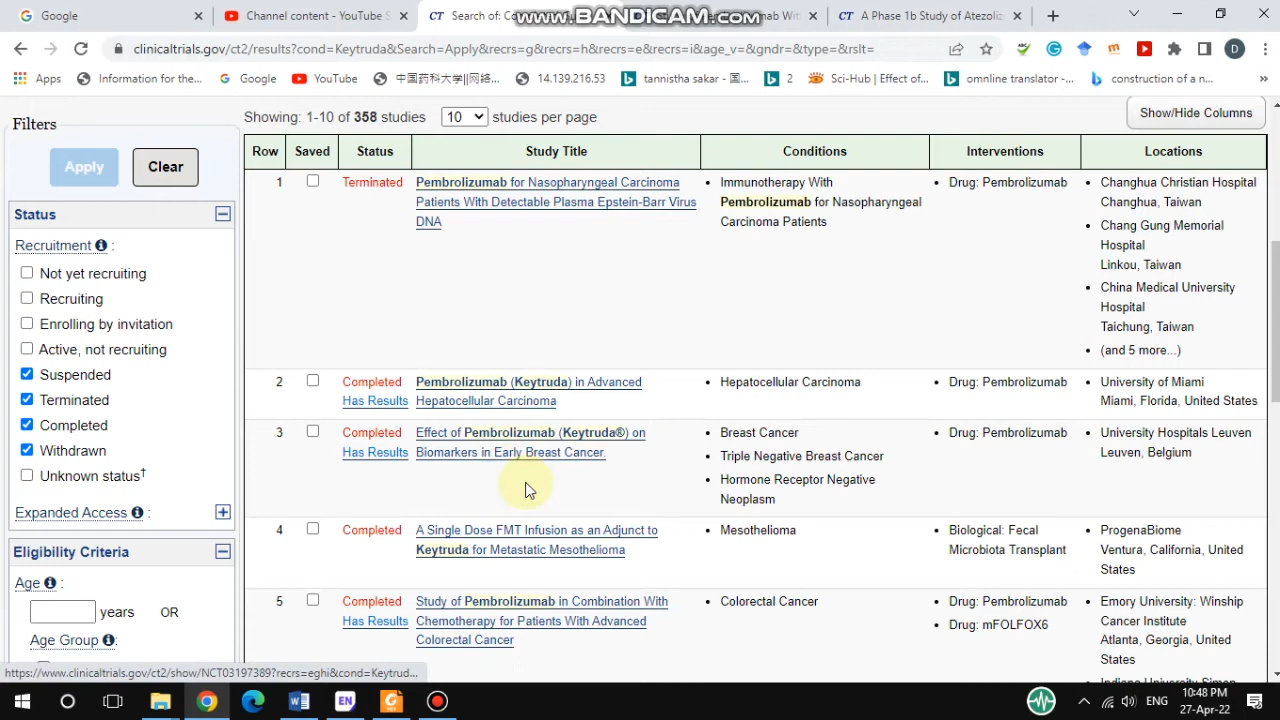 Google
Channel content - YouTube S
Search of: Co
www.BANDICAM.com
mab Wit
A Phase 1b Study of Atezoliz
clinicaltrials.gov/ct2/results?cond=Keytruda&Search=Apply&recrs=g&recrs=h&recrs=e&recrs=i&age_v=&gndr=&type=&rslt=
Apps
Information for the...
Google
YouTube
中国药科大学||网络...
14.139.216.53
tannistha sakar - 国...
2
Sci-Hub | Effect of...
omnline translator -...
construction of a n...
Filters
Apply
Clear
Showing: 1-10 of 358 studies
10
studies per page
Show/Hide Columns
Row
Saved
Status
Study Title
Conditions
Interventions
Locations
1
Terminated
Pembrolizumab for Nasopharyngeal Carcinoma
Patients With Detectable Plasma Epstein-Barr Virus
DNA
Immunotherapy With
Pembrolizumab for Nasopharyngeal
Carcinoma Patients
Drug: Pembrolizumab
Changhua Christian Hospital
Changhua, Taiwan
Chang Gung Memorial
Hospital
Linkou, Taiwan
China Medical University
Hospital
Taichung, Taiwan
(and 5 more...)
2
Completed
Has Results
Pembrolizumab (Keytruda) in Advanced
Hepatocellular Carcinoma
Hepatocellular Carcinoma
Drug: Pembrolizumab
University of Miami
Miami, Florida, United States
3
Completed
Has Results
Effect of Pembrolizumab (Keytruda®) on
Biomarkers in Early Breast Cancer.
Breast Cancer
Triple Negative Breast Cancer
Hormone Receptor Negative
Neoplasm
Drug: Pembrolizumab
University Hospitals Leuven
Leuven, Belgium
4
Completed
A Single Dose FMT Infusion as an Adjunct to
Keytruda for Metastatic Mesothelioma
Mesothelioma
Biological: Fecal
Microbiota Transplant
ProgenaBiome
Ventura, California, United
States
5
Completed
Has Results
Study of Pembrolizumab in Combination With
Chemotherapy for Patients With Advanced
Colorectal Cancer
Colorectal Cancer
Drug: Pembrolizumab
Drug: mFOLFOX6
Emory University: Winship
Cancer Institute
Atlanta, Georgia, United
States
Indiana University Simon
Status
Recruitment :
Not yet recruiting
Recruiting
Enrolling by invitation
Active, not recruiting
Suspended
Terminated
Completed
Withdrawn
Unknown status†
Expanded Access :
Eligibility Criteria
Age :
years OR
Age Group :
https://www.clinicaltrials.gov/ct2/show/NCT03197389?recrs=eghi&cond=Keytrud...
EN
ENG
10:48 PM
27-Apr-22
D